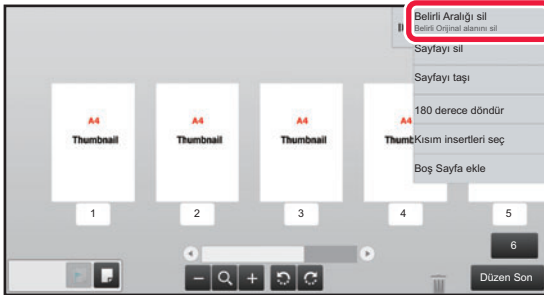 Belirli Aralığı sil
Belirli Orijinal alanını sil
Sayfayı sil
Sayfayı taşı
180 derece döndür
Kısım insertleri seç
Boş Sayfa ekle
A4
Thumbnail
A4
Thumbnail
A4
Thumbnail
A4
Thumb
1
2
3
4
5
6
Düzen Son